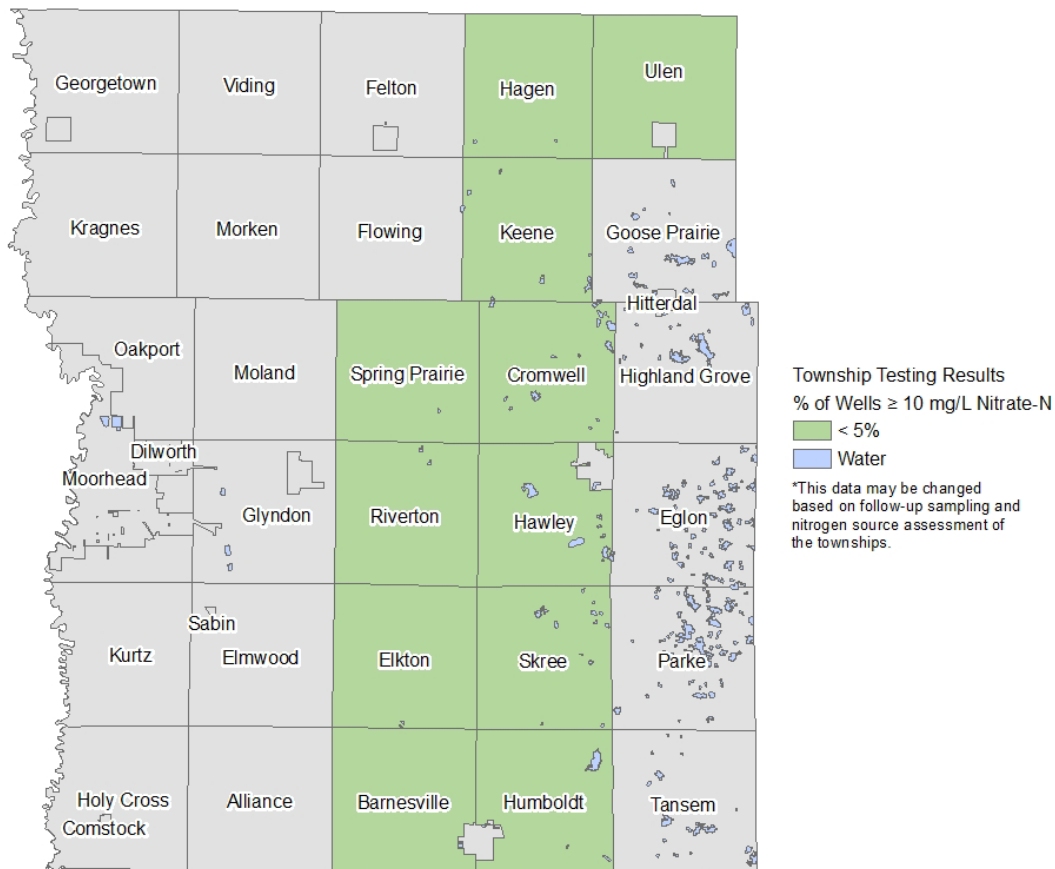 Georgetown
Viding
Felton
Hagen
Ulen
Kragnes
Morken
Flowing
Keene
Goose Prairie
Hitterdal
Oakport
Moland
Spring Prairie
Cromwell
Highland Grove
Dilworth
Moorhead
Glyndon
Riverton
Hawley
Eglon
Sabin
Kurtz
Elmwood
Elkton
Skree
Parke
Holy Cross
Comstock
Alliance
Barnesville
Humboldt
Tansem
Township Testing Results
% of Wells ≥ 10 mg/L Nitrate-N
< 5%
Water
*This data may be changed
based on follow-up sampling and
nitrogen source assessment of
the townships.